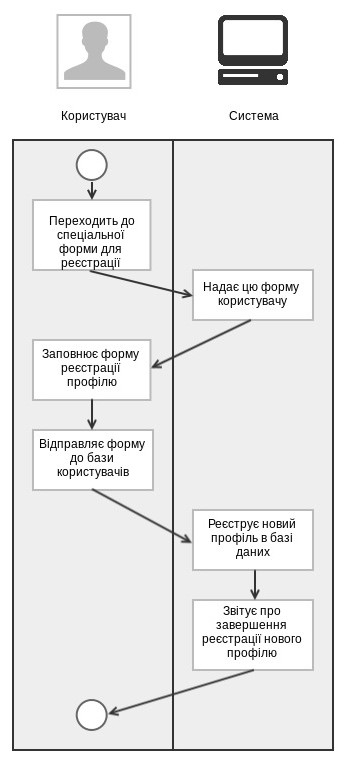 Користувач
Система
Переходить до
спеціальної
форми для
реєстрації
Надає цю форму
користувачу
Заповнює форму
реєстрації
профілю
Відправляє форму
до бази
користувачів
Реєструє новий
профіль в базі
даних
Звітує про
завершення
реєстрації нового
профілю